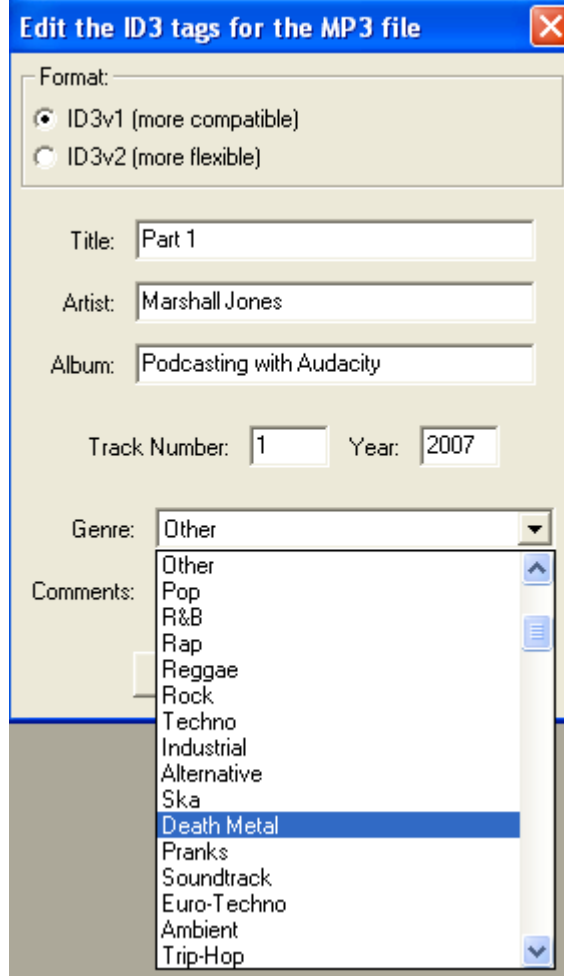 Edit the ID3 tags for the MP3 file
Format:
ID3v1 (more compatible)
ID3v2 (more flexible)
Title: Part 1
Artist: Marshall Jones
Album: Podcasting with Audacity
Track Number: 1 Year: 2007
Genre: Other
Other
Comments:
Pop
R&B
Rap
Reggae
Rock
Techno
Industrial
Alternative
Ska
Death Metal
Pranks
Soundtrack
Euro-Techno
Ambient
Trip-Hop